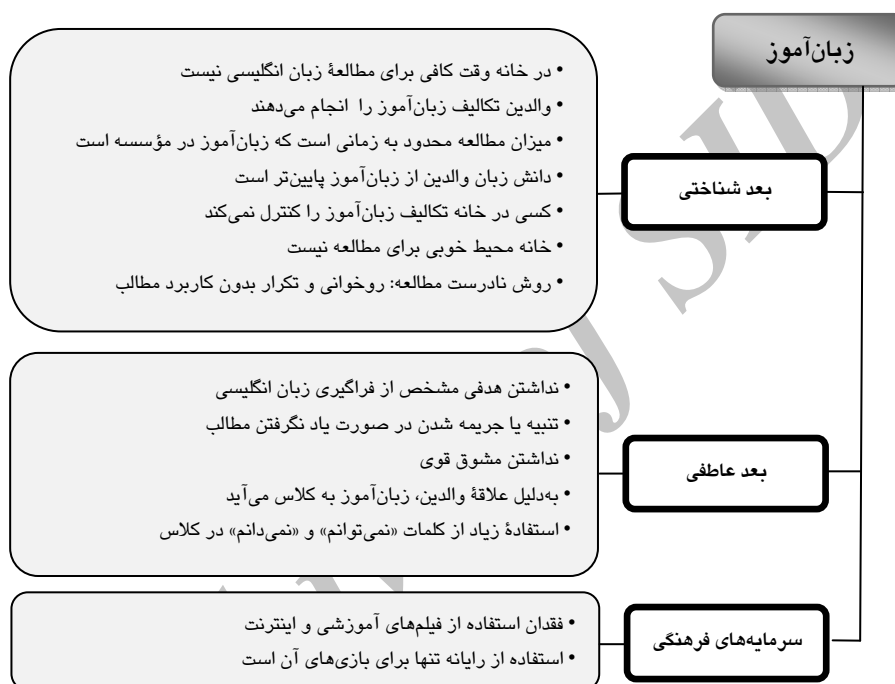 زبان‌آموز
بعد شناختی
• در خانه وقت کافی برای مطالعۀ زبان انگلیسی نیست
• والدین تکالیف زبان‌آموز را انجام می‌دهند
• میزان مطالعه محدود به زمانی است که زبان‌آموز در مؤسسه است
• دانش زبان والدین از زبان‌آموز پایین‌تر است
• کسی در خانه تکالیف زبان‌آموز را کنترل نمی‌کند
• خانه محیط خوبی برای مطالعه نیست
• روش نادرست مطالعه: روخوانی و تکرار بدون کاربرد مطالب
بعد عاطفی
• نداشتن هدفی مشخص از فراگیری زبان انگلیسی
• تنبیه یا جریمه شدن در صورت یاد نگرفتن مطالب
• نداشتن مشوق قوی
• به‌دلیل علاقۀ والدین، زبان‌آموز به کلاس می‌آید
• استفادۀ زیاد از کلمات «نمی‌توانم» و «نمی‌دانم» در کلاس
سرمایه‌های فرهنگی
• فقدان استفاده از فیلم‌های آموزشی و اینترنت
• استفاده از رایانه تنها برای بازی‌های آن است